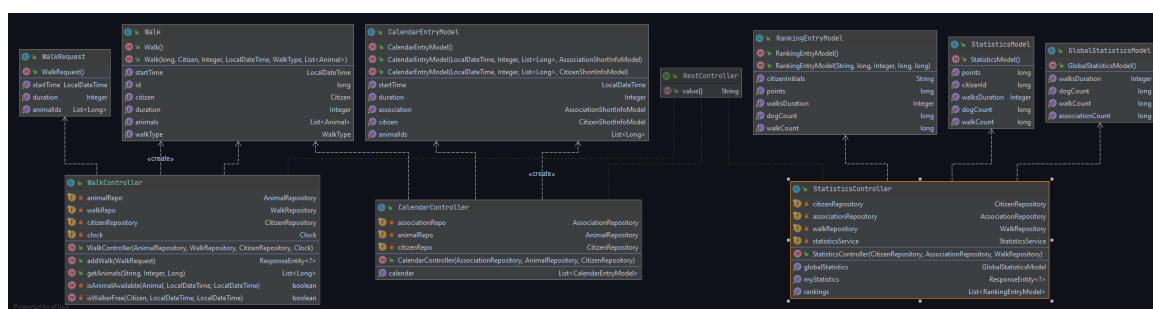 WalkRequest
WalkRequest()
startTime LocalDateTime
duration Integer
animalIds List<Long>
Walk
Walk()
Walk(long, Citizen, Integer, LocalDateTime, WalkType, List<Animal>)
startTime LocalDateTime
id long
citizen Citizen
duration Integer
animals List<Animal>
walkType WalkType
CalendarEntryModel
CalendarEntryModel()
CalendarEntryModel(LocalDateTime, Integer, List<Long>, AssociationShortInfoModel)
CalendarEntryModel(LocalDateTime, Integer, List<Long>, CitizenShortInfoModel)
startTime LocalDateTime
duration Integer
association AssociationShortInfoModel
citizen CitizenShortInfoModel
animalIds List<Long>
RestController
value() String
RankingEntryModel
RankingEntryModel()
RankingEntryModel(String, long, Integer, long, long)
citizenInitials String
points long
walksDuration Integer
dogCount long
walkCount long
StatisticsModel
StatisticsModel()
points long
citizenId long
walksDuration Integer
dogCount long
walkCount long
GlobalStatisticsModel
GlobalStatisticsModel()
walksDuration Integer
dogCount long
walkCount long
associationCount long
«create»
«create»
WalkController
animalRepo AnimalRepository
walkRepo WalkRepository
citizenRepository CitizenRepository
clock Clock
WalkController(AnimalRepository, WalkRepository, CitizenRepository, Clock)
addWalk(WalkRequest) ResponseEntity<?>
getAnimals(String, Integer, Long) List<Long>
isAnimalAvailable(Animal, LocalDateTime, LocalDateTime) boolean
isWalkerFree(Citizen, LocalDateTime, LocalDateTime) boolean
CalendarController
associationRepo AssociationRepository
animalRepo AnimalRepository
citizenRepo CitizenRepository
CalendarController(AssociationRepository, AnimalRepository, CitizenRepository)
calendar List<CalendarEntryModel>
StatisticsController
citizenRepository CitizenRepository
associationRepository AssociationRepository
walkRepository WalkRepository
statisticsService StatisticsService
StatisticsController(CitizenRepository, AssociationRepository, WalkRepository)
globalStatistics GlobalStatisticsModel
myStatistics ResponseEntity<?>
rankings List<RankingEntryModel>
Powered by yFiles